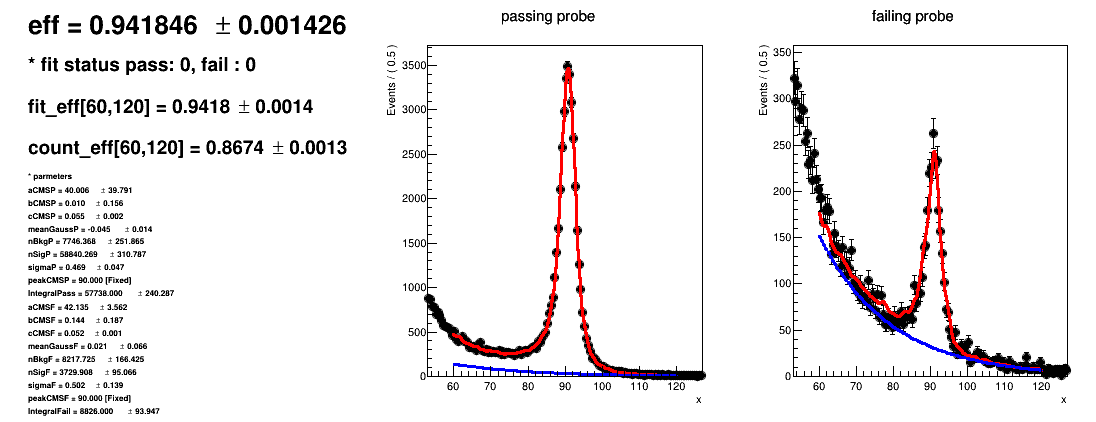 eff = 0.941846 ± 0.001426
* fit status pass: 0, fail : 0
fit_eff[60,120] = 0.9418 ± 0.0014
count_eff[60,120] = 0.8674 ± 0.0013
* parmeters
aCMSP = 40.006 ± 39.791
bCMSP = 0.010 ± 0.156
cCMSP = 0.055 ± 0.002
meanGaussP = -0.045 ± 0.014
nBkgP = 7746.368 ± 251.865
nSigP = 58840.269 ± 310.787
sigmaP = 0.469 ± 0.047
peakCMSP = 90.000 [Fixed]
IntegralPass = 57738.000 ± 240.287
aCMSF = 42.135 ± 3.562
bCMSF = 0.144 ± 0.187
cCMSF = 0.052 ± 0.001
meanGaussF = 0.021 ± 0.066
nBkgF = 8217.725 ± 166.425
nSigF = 3729.908 ± 95.066
sigmaF = 0.502 ± 0.139
peakCMSF = 90.000 [Fixed]
IntegralFail = 8826.000 ± 93.947
passing probe
Events / ( 0.5 )
3500
3000
2500
2000
1500
1000
500
0
60 70 80 90 100 110 120
x
failing probe
Events / ( 0.5 )
350
300
250
200
150
100
50
0
60 70 80 90 100 110 120
x